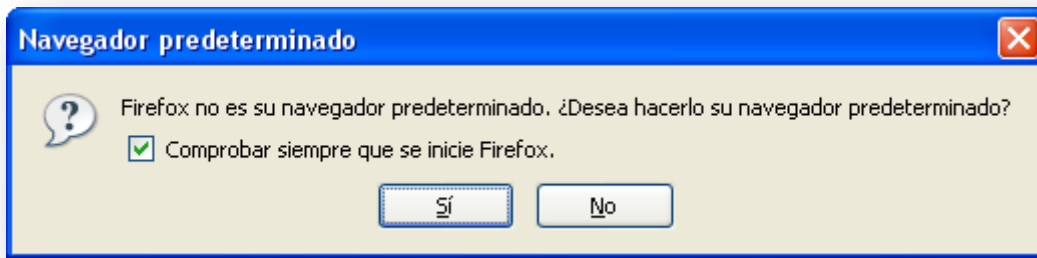 Navegador predeterminado
Firefox no es su navegador predeterminado. ¿Desea hacerlo su navegador predeterminado?
Comprobar siempre que se inicie Firefox.
Sí
No